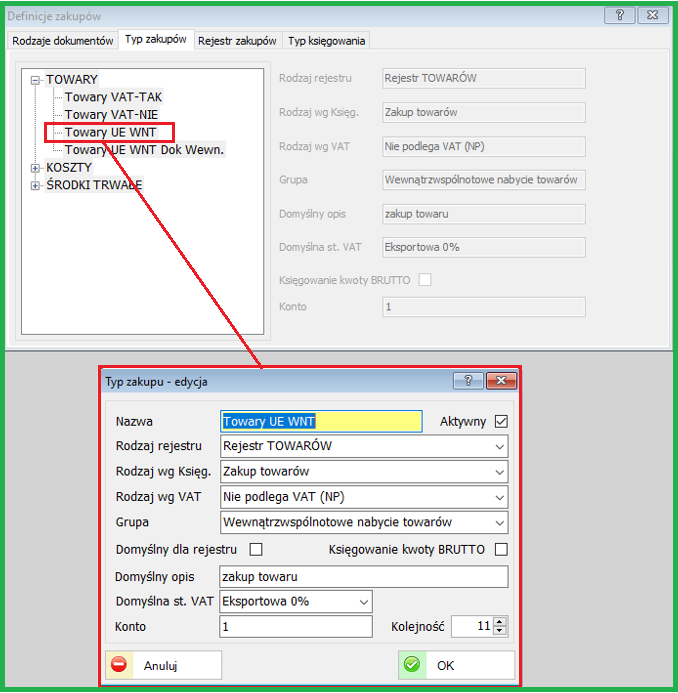 Definicje zakupów
Rodzaje dokumentów Typ zakupów Rejestr zakupów Typ księgowania
TOWARY
Towary VAT-TAK
Towary VAT-NIE
Towary UE WNT
Towary UE WNT Dok Wewn.
KOSZTY
ŚRODKI TRWAŁE
Rodzaj rejestru Rejestr TOWARÓW
Rodzaj wg Księg. Zakup towarów
Rodzaj wg VAT Nie podlega VAT (NP)
Grupa Wewnątrzwspólnotowe nabycie towarów
Domyślny opis zakup towaru
Domyślna st. VAT Eksportowa 0%
Księgowanie kwoty BRUTTO
Konto 1
Typ zakupu - edycja
Nazwa Towary UE WNT Aktywny
Rodzaj rejestru Rejestr TOWARÓW
Rodzaj wg Księg. Zakup towarów
Rodzaj wg VAT Nie podlega VAT (NP)
Grupa Wewnątrzwspólnotowe nabycie towarów
Domyślny dla rejestru Księgowanie kwoty BRUTTO
Domyślny opis zakup towaru
Domyślna st. VAT Eksportowa 0%
Konto 1 Kolejność 11
Anuluj OK